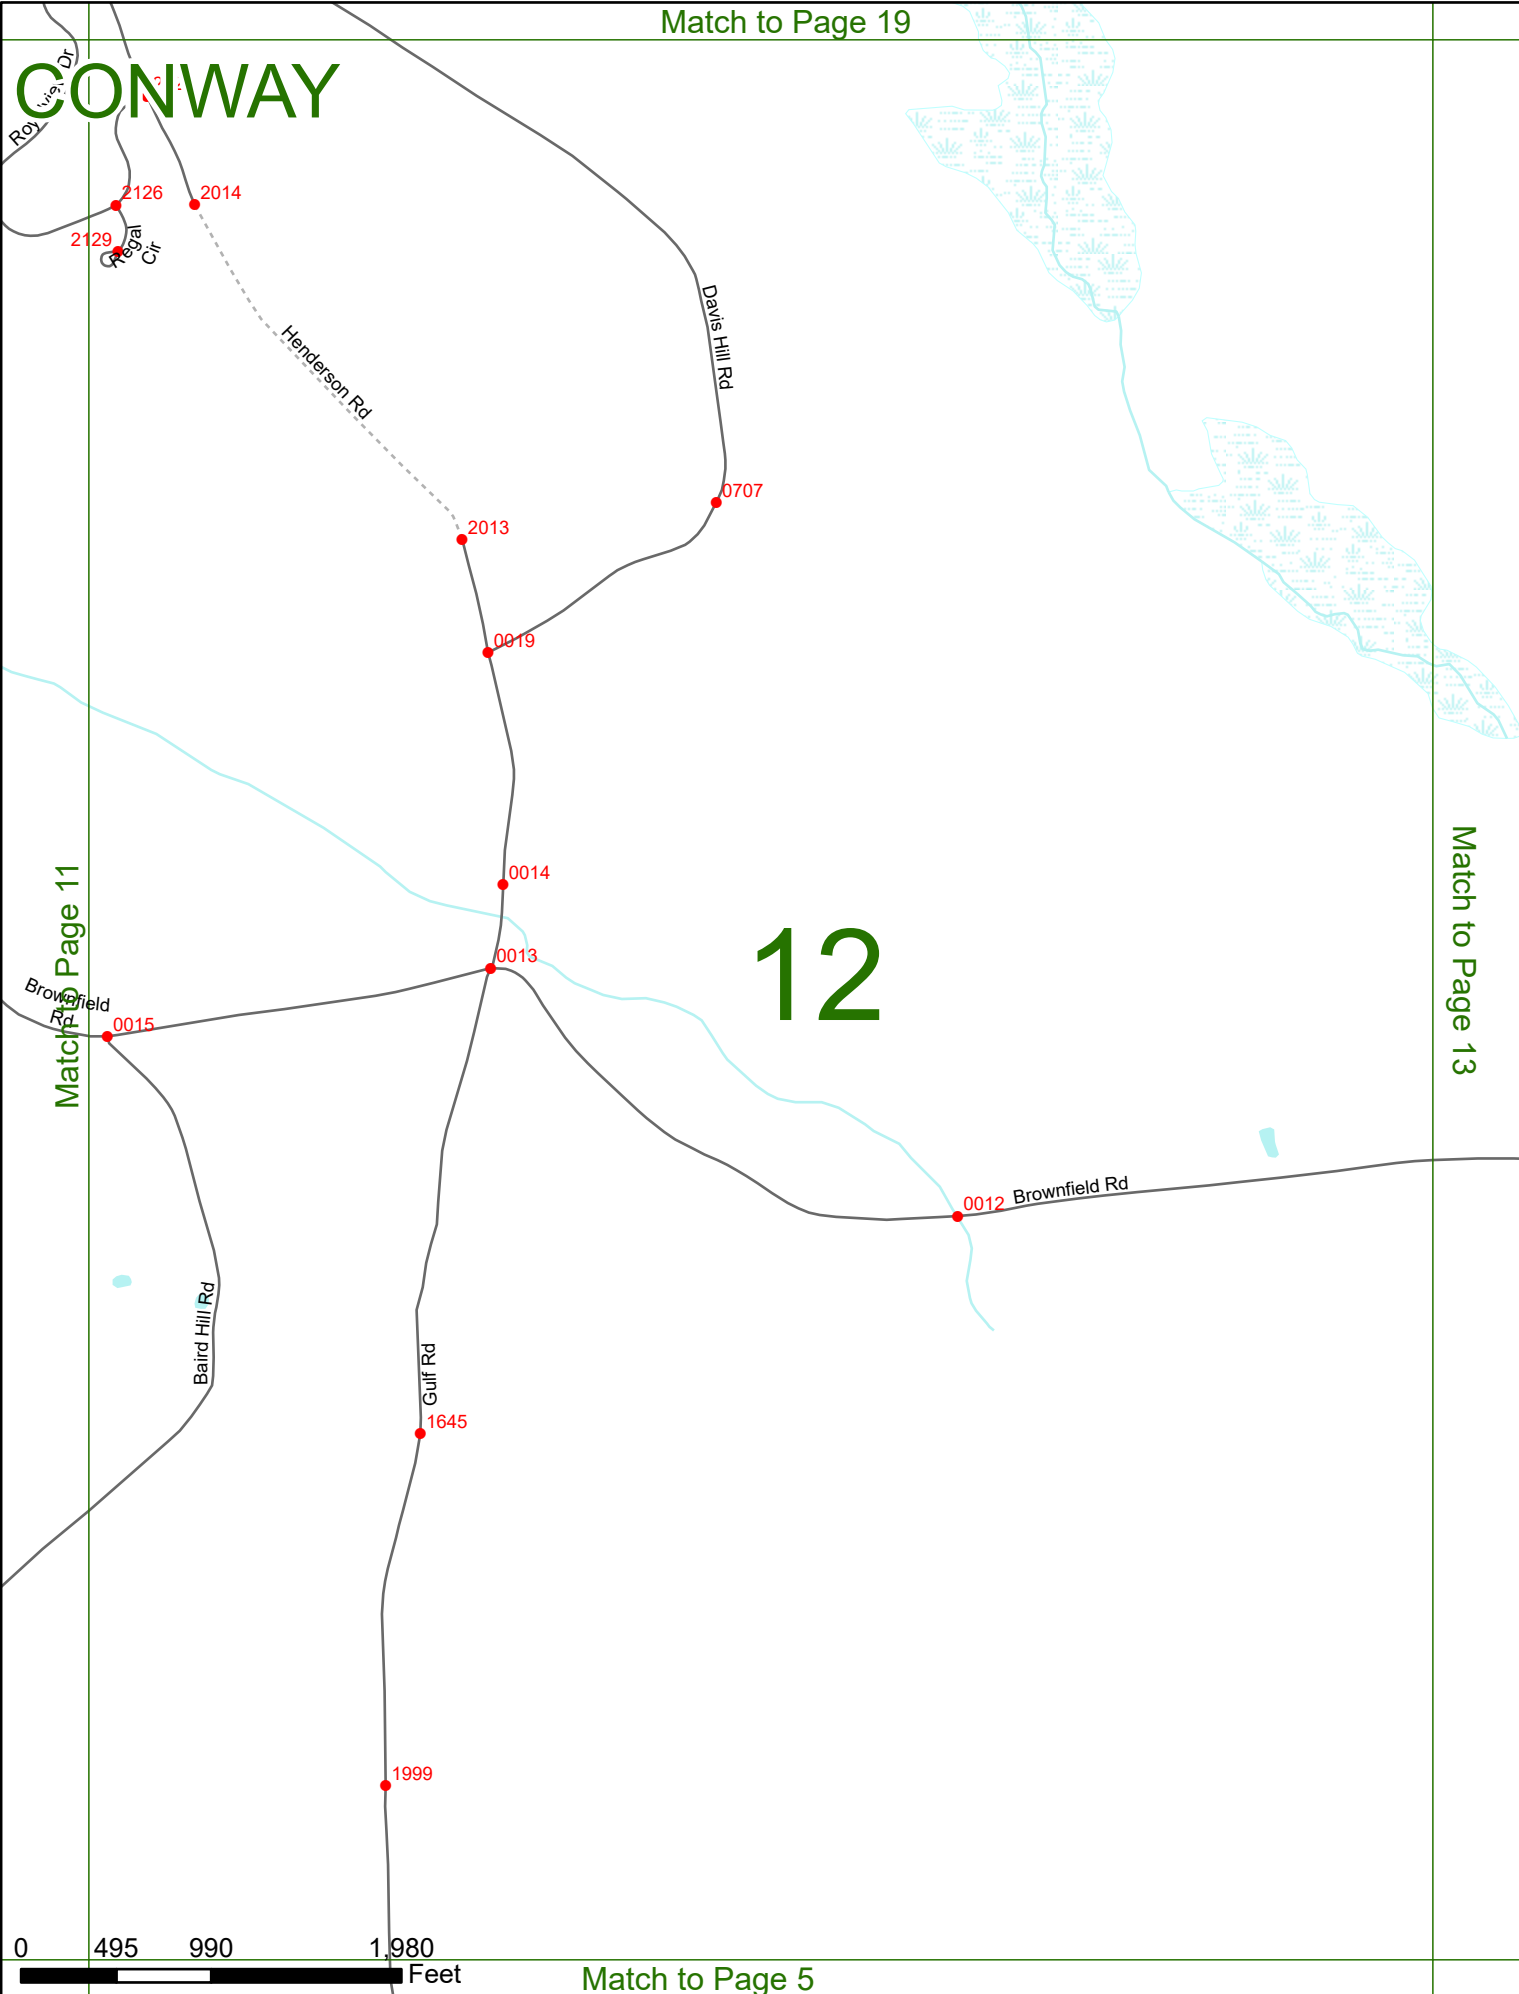 Match to Page 19
CONWAY
2126
2014
2129
Regal
Cir
Henderson Rd
Davis Hill Rd
0707
2013
0019
0014
12
Match to Page 11
Match to Page 13
0013
Brownfield
Rd
0015
0012
Brownfield Rd
Baird Hill Rd
Gulf Rd
1645
1999
0
495
990
1,980
Feet
Match to Page 5